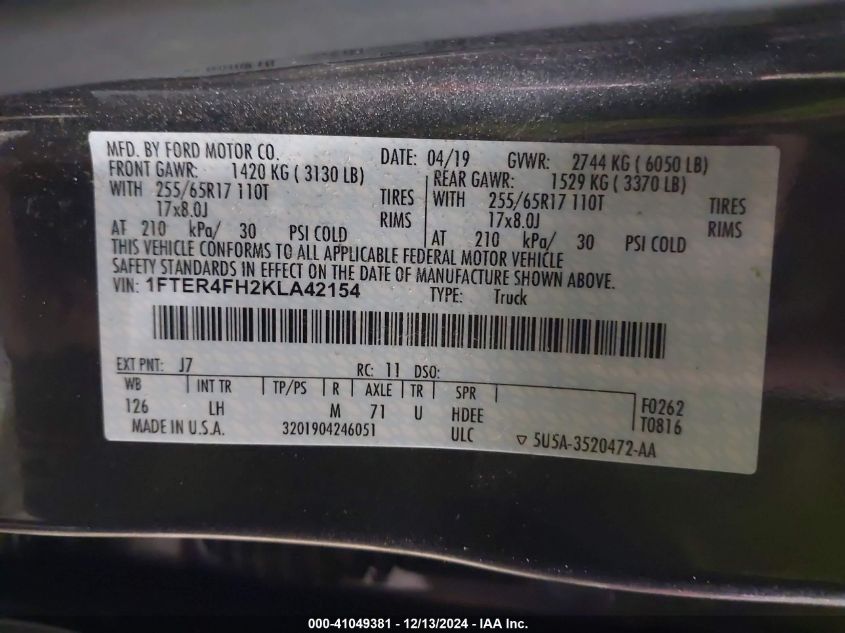 MFD. BY FORD MOTOR CO. DATE: 04/19 GVWR: 2744 KG ( 6050 LB)
FRONT GAWR: 1420 KG ( 3130 LB) REAR GAWR: 1529 KG ( 3370 LB)
WITH 255/65R17 110T TIRES WITH 255/65R17 110T TIRES
17x8.0J RIMS 17x8.0J RIMS
AT 210 kPa/ 30 PSI COLD AT 210 kPa/ 30 PSI COLD
THIS VEHICLE CONFORMS TO ALL APPLICABLE FEDERAL MOTOR VEHICLE
SAFETY STANDARDS IN EFFECT ON THE DATE OF MANUFACTURE SHOWN ABOVE.
VIN: 1FTER4FH2KLA42154 TYPE: Truck
EXT PNT: J7 RC: 11 DSO:
WB INT TR TP/PS R AXLE TR SPR
126 LH M 71 U HDEE F0262
T0816
MADE IN U.S.A. 3201904246051 ULC ▽ 5U5A-3520472-AA
000-41049381 - 12/13/2024 - IAA Inc.